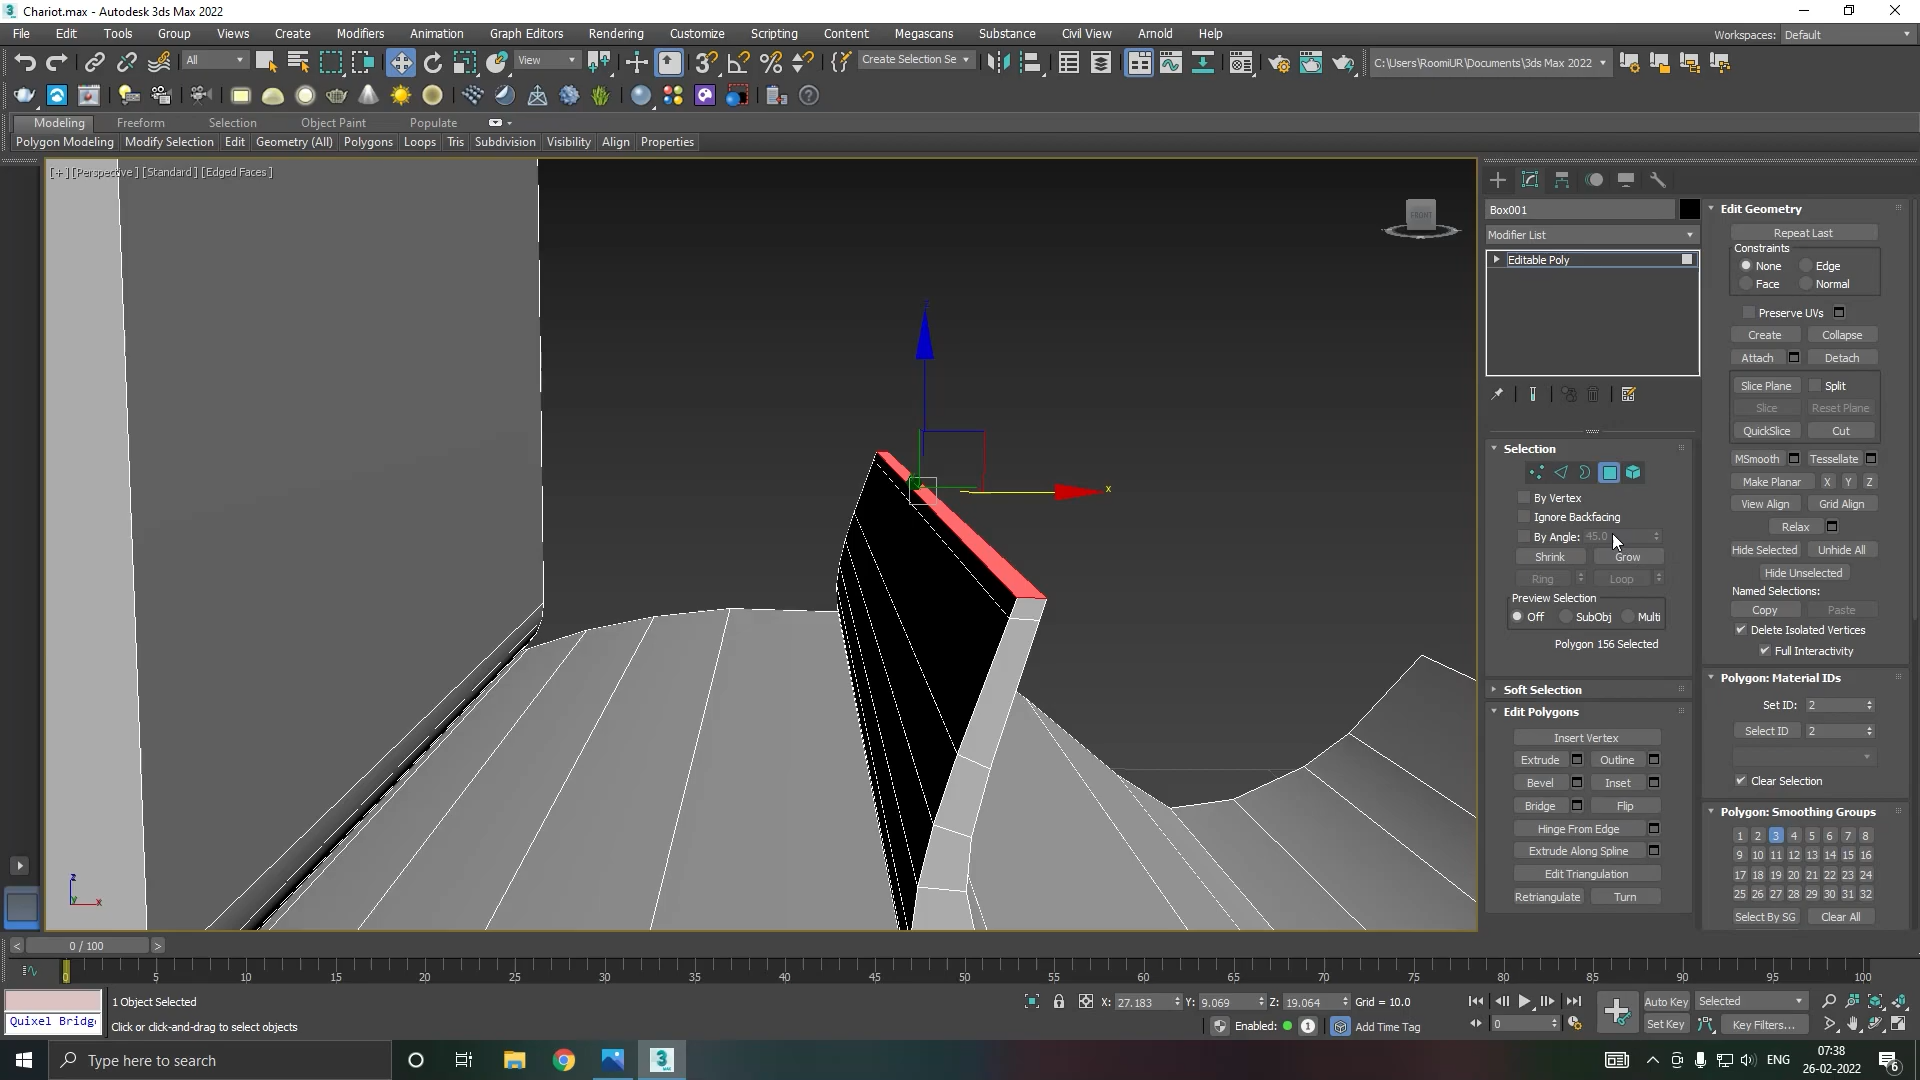 Chariot.max - Autodesk 3ds Max 2022
File Edit Tools Group Views Create Modifiers Animation Graph Editors Rendering Customize Scripting Content Megascans Substance Civil View Arnold Help
Workspaces: Default
All View Create Selection Se C:\Users\RoomiUR\Documents\3ds Max 2022
Modeling Freeform Selection Object Paint Populate
Polygon Modeling Modify Selection Edit Geometry (All) Polygons Loops Tris Subdivision Visibility Align Properties
[+] [Perspective] [Standard] [Edged Faces]
FRONT
x
z
x
Box001
Modifier List
Editable Poly
Selection
By Vertex
Ignore Backfacing
By Angle: 45.0
Shrink Grow
Ring Loop
Preview Selection
Off SubObj Multi
Polygon 156 Selected
Soft Selection
Edit Polygons
Insert Vertex
Extrude Outline
Bevel Inset
Bridge Flip
Hinge From Edge
Extrude Along Spline
Edit Triangulation
Retriangulate Turn
Edit Geometry
Repeat Last
Constraints
None Edge
Face Normal
Preserve UVs
Create Collapse
Attach Detach
Slice Plane Split
Slice Reset Plane
QuickSlice Cut
MSmooth Tessellate
Make Planar X Y Z
View Align Grid Align
Relax
Hide Selected Unhide All
Hide Unselected
Named Selections:
Copy Paste
Delete Isolated Vertices
Full Interactivity
Polygon: Material IDs
Set ID: 2
Select ID 2
Clear Selection
Polygon: Smoothing Groups
1 2 3 4 5 6 7 8
9 10 11 12 13 14 15 16
17 18 19 20 21 22 23 24
25 26 27 28 29 30 31 32
Select By SG Clear All
< 0 / 100 >
0 5 10 15 20 25 30 35 40 45 50 55 60 65 70 75 80 85 90 95 100
1 Object Selected
X: 27.183 Y: 9.069 Z: 19.064 Grid = 10.0
Auto Key Selected
Quixel Bridg
Click or click-and-drag to select objects
Enabled: 1 Add Time Tag
0
Set Key Key Filters...
Type here to search
ENG
07:38
26-02-2022
6